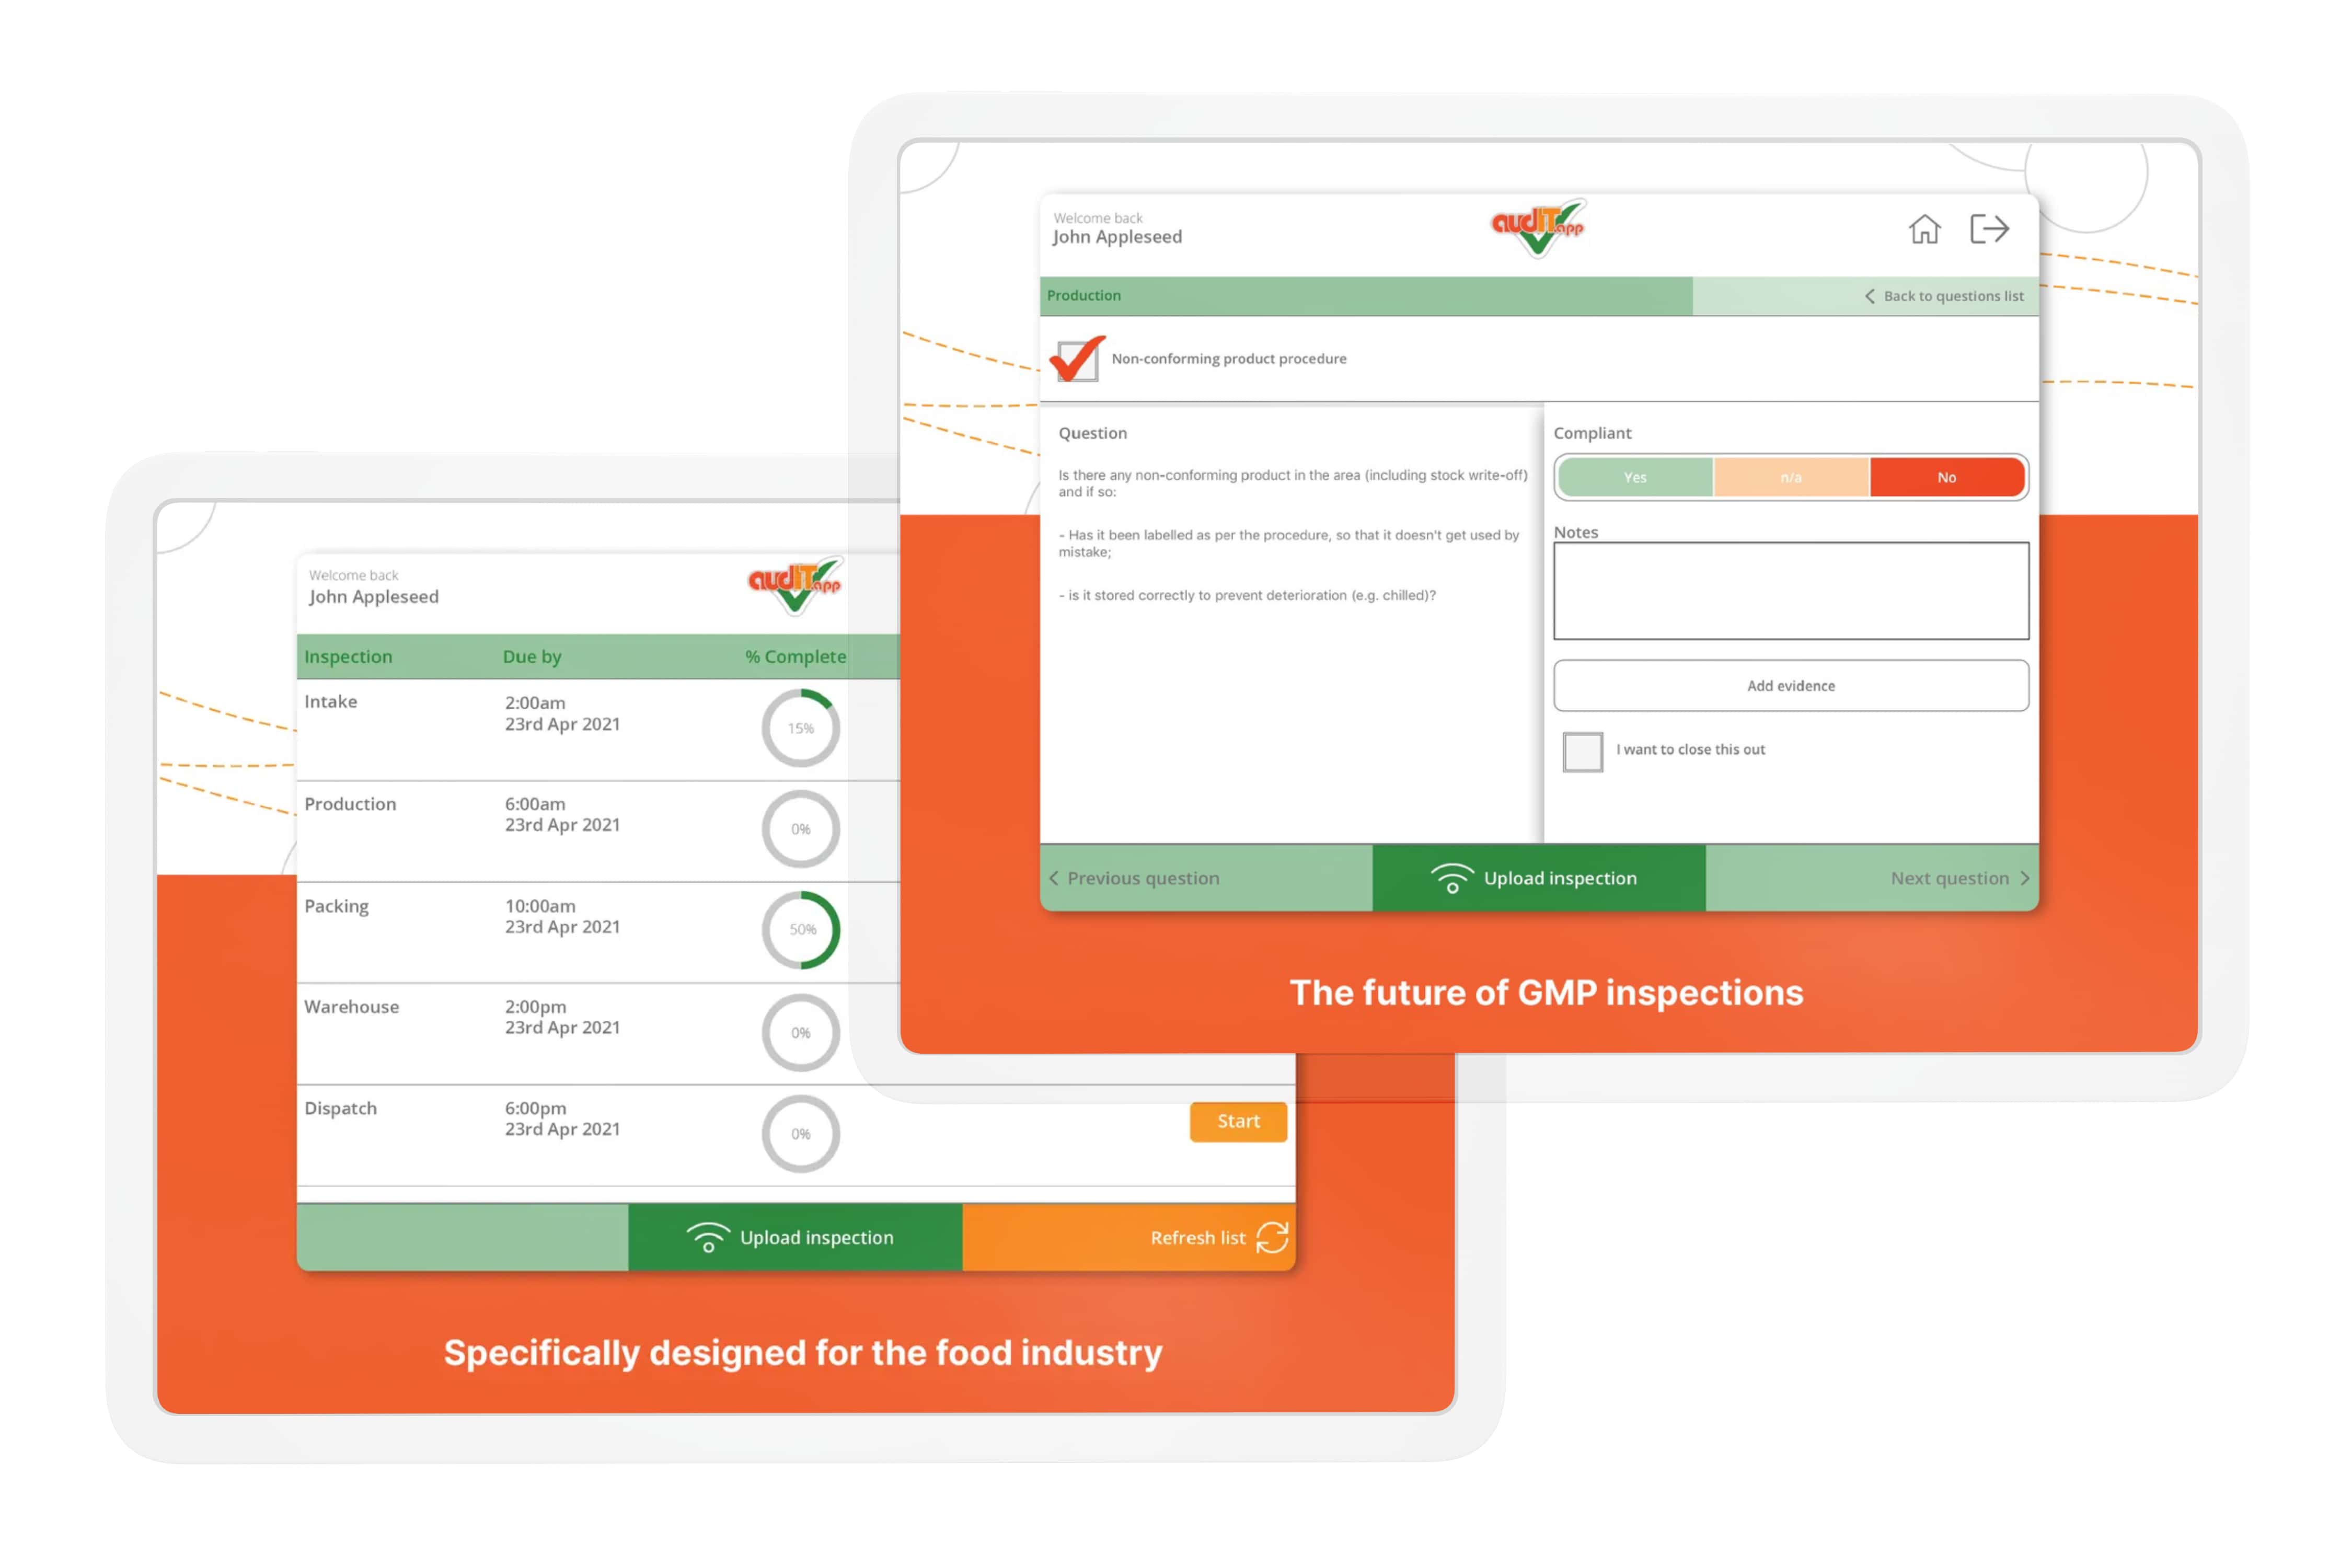 Welcome back
John Appleseed
audITapp
Inspection Due by % Complete
Intake 2:00am 15%
23rd Apr 2021
Production 6:00am 0%
23rd Apr 2021
Packing 10:00am 50%
23rd Apr 2021
Warehouse 2:00pm 0%
23rd Apr 2021
Dispatch 6:00pm 0% Start
23rd Apr 2021
Upload inspection Refresh list
Specifically designed for the food industry
Welcome back
John Appleseed
audITapp
Production Back to questions list
Non-conforming product procedure
Question
Is there any non-conforming product in the area (including stock write-off)
and if so:
- Has it been labelled as per the procedure, so that it doesn't get used by
mistake;
- is it stored correctly to prevent deterioration (e.g. chilled)?
Compliant
Yes n/a No
Notes
Add evidence
I want to close this out
Previous question Upload inspection Next question
The future of GMP inspections